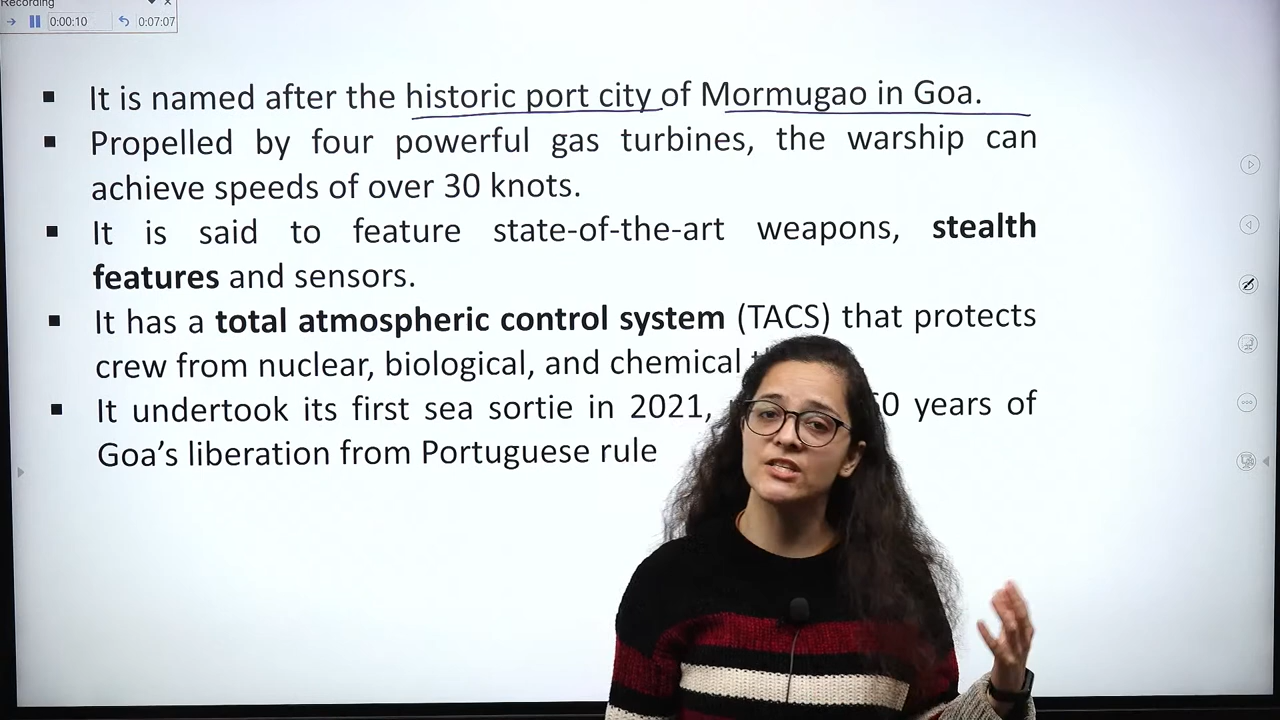 Recording
0:00:10 0:07:07
▪ It is named after the historic port city of Mormugao in Goa.
▪ Propelled by four powerful gas turbines, the warship can
achieve speeds of over 30 knots.
▪ It is said to feature state-of-the-art weapons, stealth
features and sensors.
▪ It has a total atmospheric control system (TACS) that protects
crew from nuclear, biological, and chemical
▪ It undertook its first sea sortie in 2021, 60 years of
Goa’s liberation from Portuguese rule